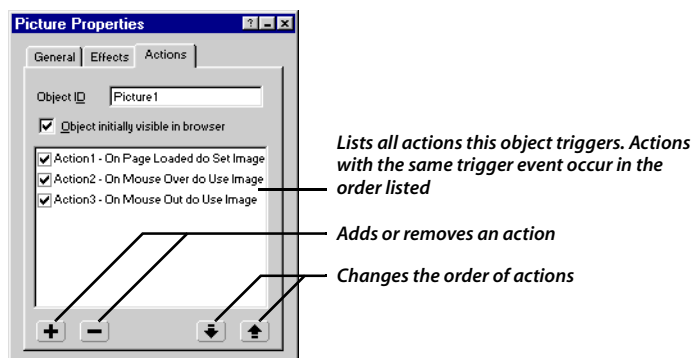 Picture Properties
General Effects Actions
Object ID Picture1
Object initially visible in browser
Action1 - On Page Loaded do Set Image
Action2 - On Mouse Over do Use Image
Action3 - On Mouse Out do Use Image
Lists all actions this object triggers. Actions
with the same trigger event occur in the
order listed
Adds or removes an action
Changes the order of actions